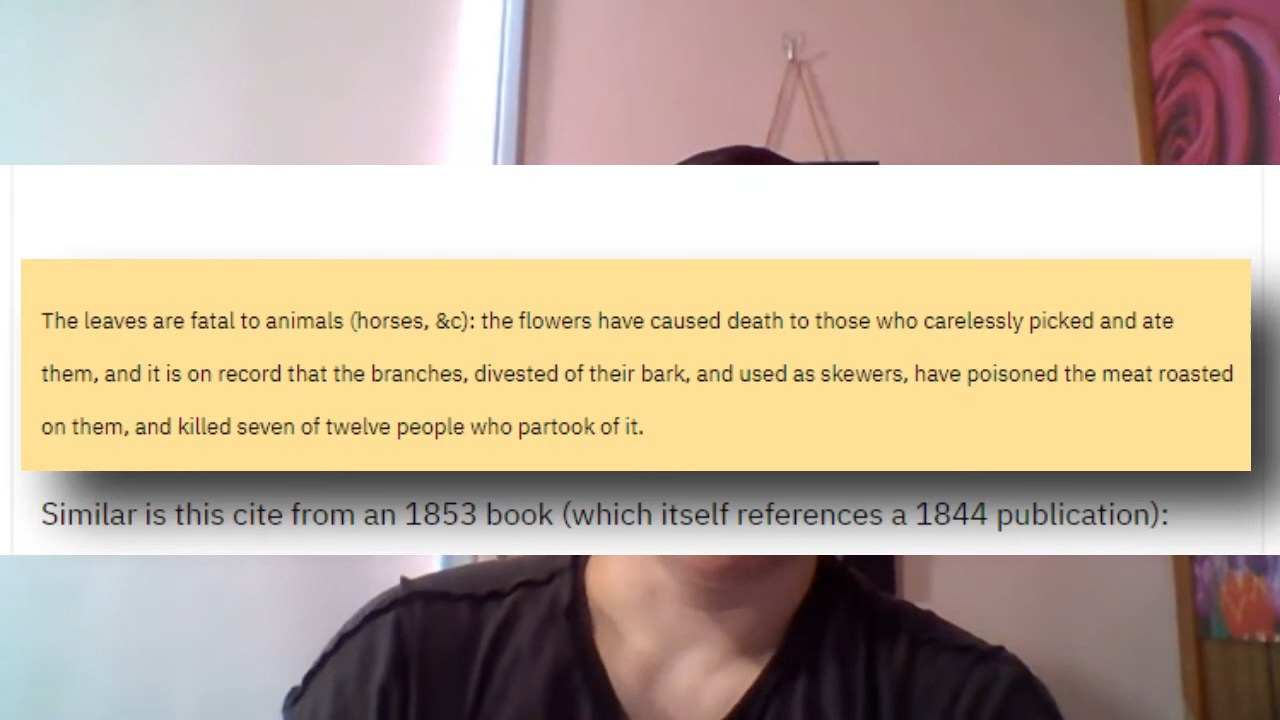 The leaves are fatal to animals (horses, &c): the flowers have caused death to those who carelessly picked and ate
them, and it is on record that the branches, divested of their bark, and used as skewers, have poisoned the meat roasted
on them, and killed seven of twelve people who partook of it.
Similar is this cite from an 1853 book (which itself references a 1844 publication):